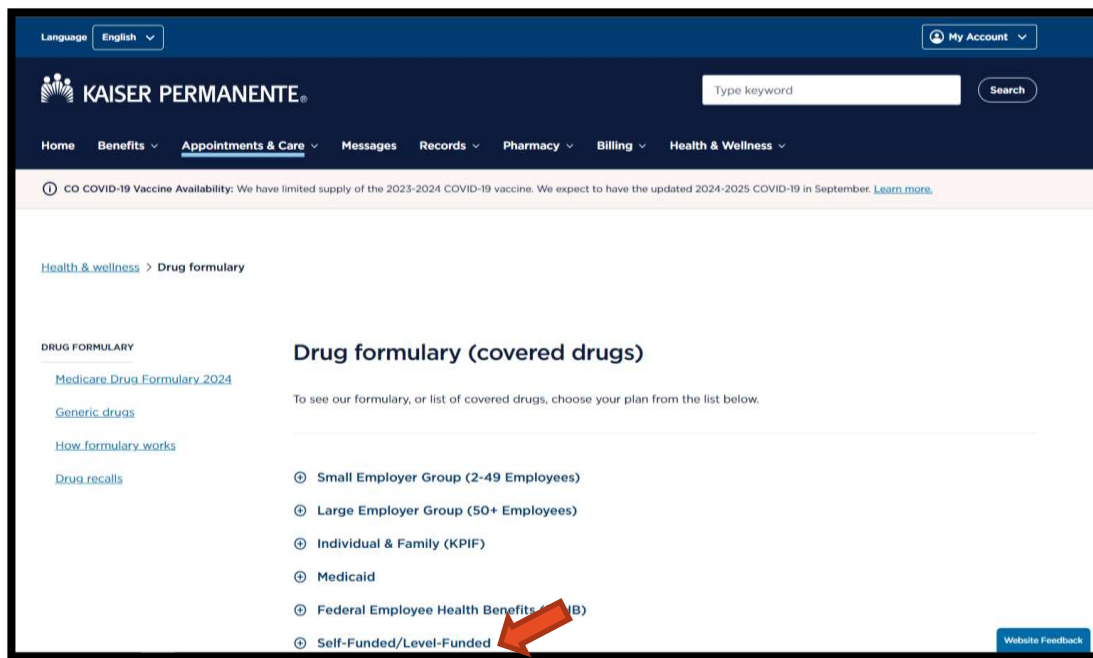 Language English
My Account
KAISER PERMANENTE®
Type keyword
Search
Home Benefits Appointments & Care Messages Records Pharmacy Billing Health & Wellness
CO COVID-19 Vaccine Availability: We have limited supply of the 2023-2024 COVID-19 vaccine. We expect to have the updated 2024-2025 COVID-19 in September. Learn more.
Health & wellness > Drug formulary
DRUG FORMULARY
Medicare Drug Formulary 2024
Generic drugs
How formulary works
Drug recalls
Drug formulary (covered drugs)
To see our formulary, or list of covered drugs, choose your plan from the list below.
Small Employer Group (2-49 Employees)
Large Employer Group (50+ Employees)
Individual & Family (KPIF)
Medicaid
Federal Employee Health Benefits
Self-Funded/Level-Funded
Website Feedback